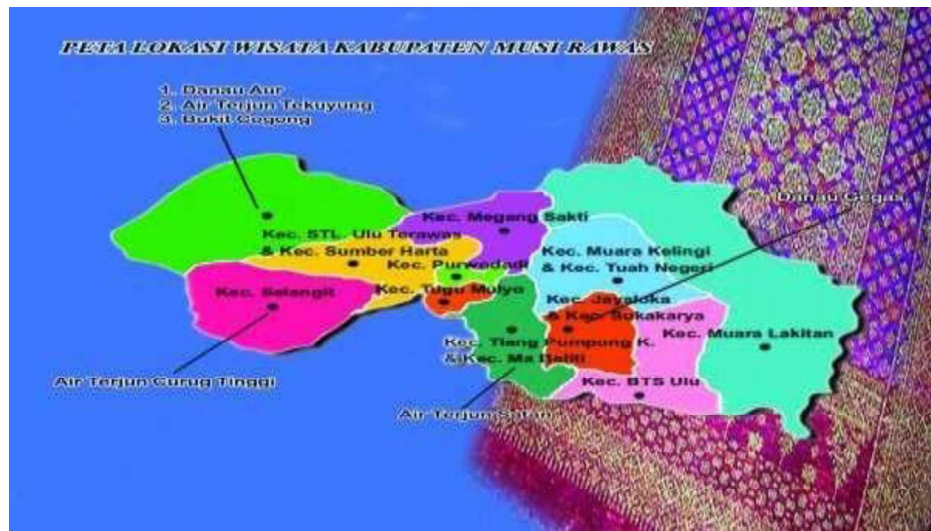 PETA LOKASI WISATA KABUPATEN MUSI RAWAS
1. Danau Aur
2. Air Terjun Tekuyung
3. Bukit Cogong
Danau Gegas
Kec. Megang Sakti
Kec. STL. Ulu Terawas
& Kec. Sumber Harta
Kec. Muara Kelingi
& Kec. Tuah Negeri
Kec. Purwodadi
Kec. Tugu Mulyo
Kec. Selangit
Kec. Jayaloka
& Kec. Sukakarya
Kec. Muara Lakitan
Kec. Tiang Pumpung K.
& Kec. Ma Beliti
Kec. BTS Ulu
Air Terjun Curug Tinggi
Air Terjun Satan